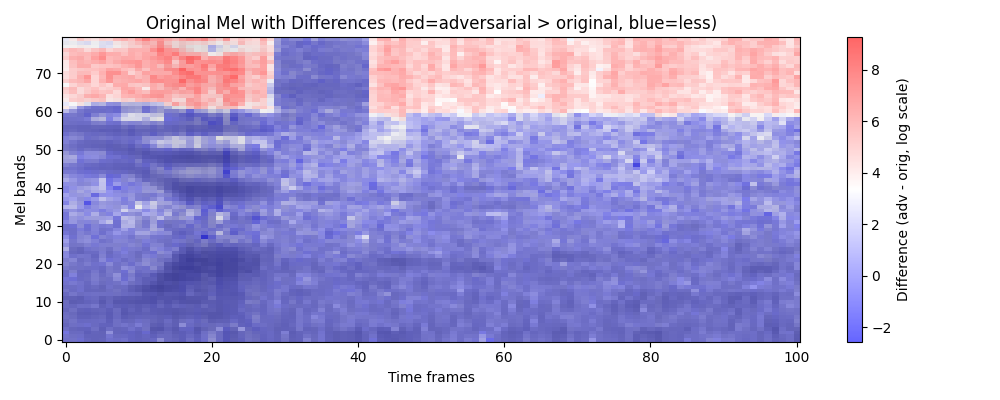 Original Mel with Differences (red=adversarial > original, blue=less)
Mel bands
70
60
50
40
30
20
10
0
0 20 40 60 80 100
Time frames
8
6
4
2
0
−2
Difference (adv - orig, log scale)